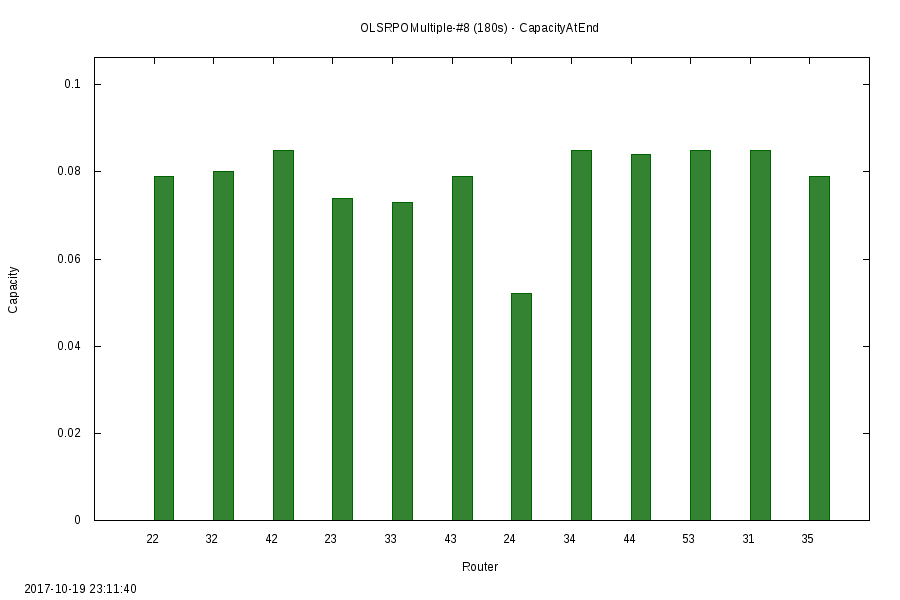 OLSRPOMultiple-#8 (180s) - CapacityAtEnd
0.1
0.08
0.06
0.04
0.02
0
Capacity
22 32 42 23 33 43 24 34 44 53 31 35
Router
2017-10-19 23:11:40